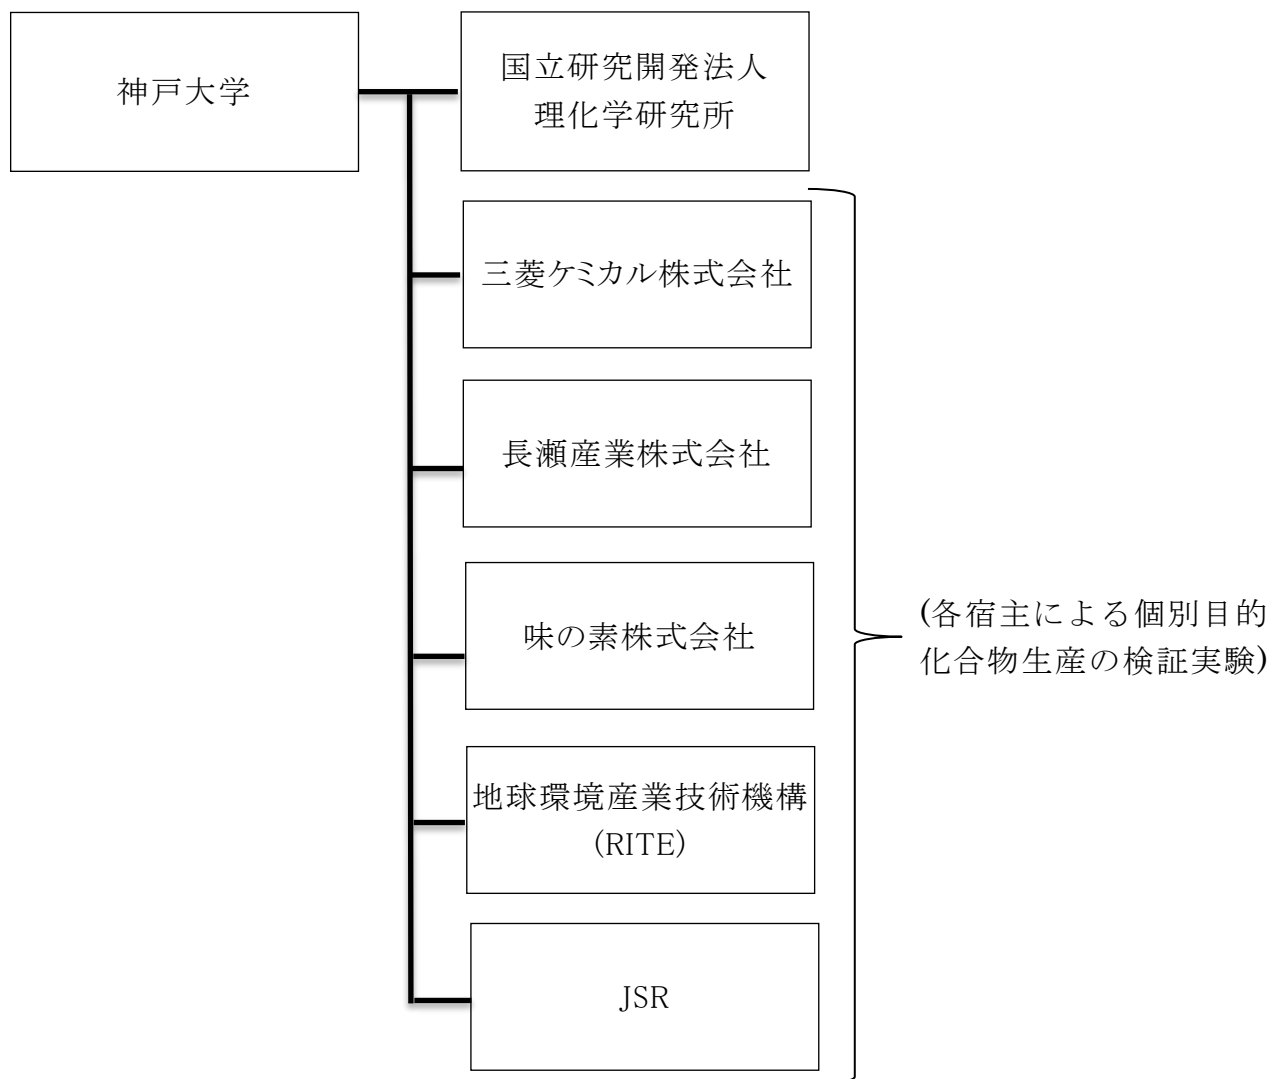 神戸大学
国立研究開発法人
理化学研究所
三菱ケミカル株式会社
長瀬産業株式会社
味の素株式会社
(各宿主による個別目的
化合物生産の検証実験)
地球環境産業技術機構
(RITE)
JSR